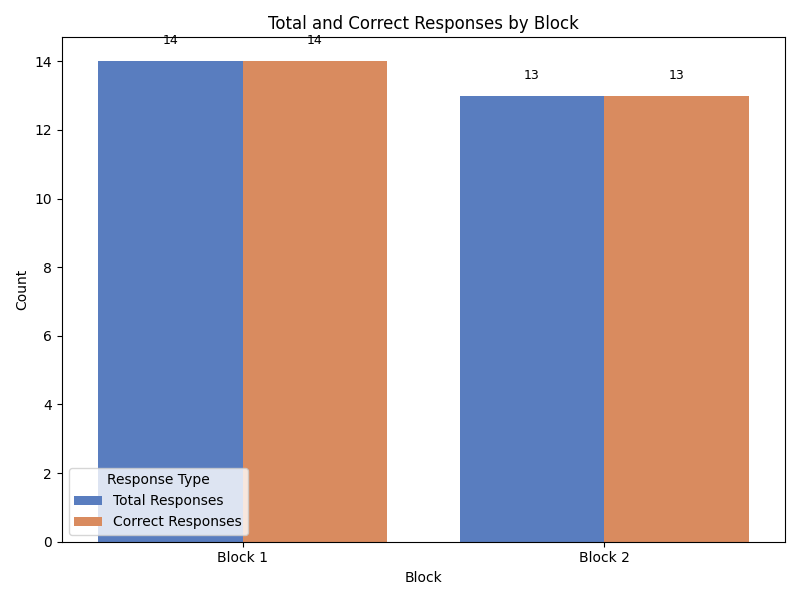 Total and Correct Responses by Block
14
14
13
13
14
12
10
8
6
4
2
0
Count
Response Type
Total Responses
Correct Responses
Block 1
Block 2
Block